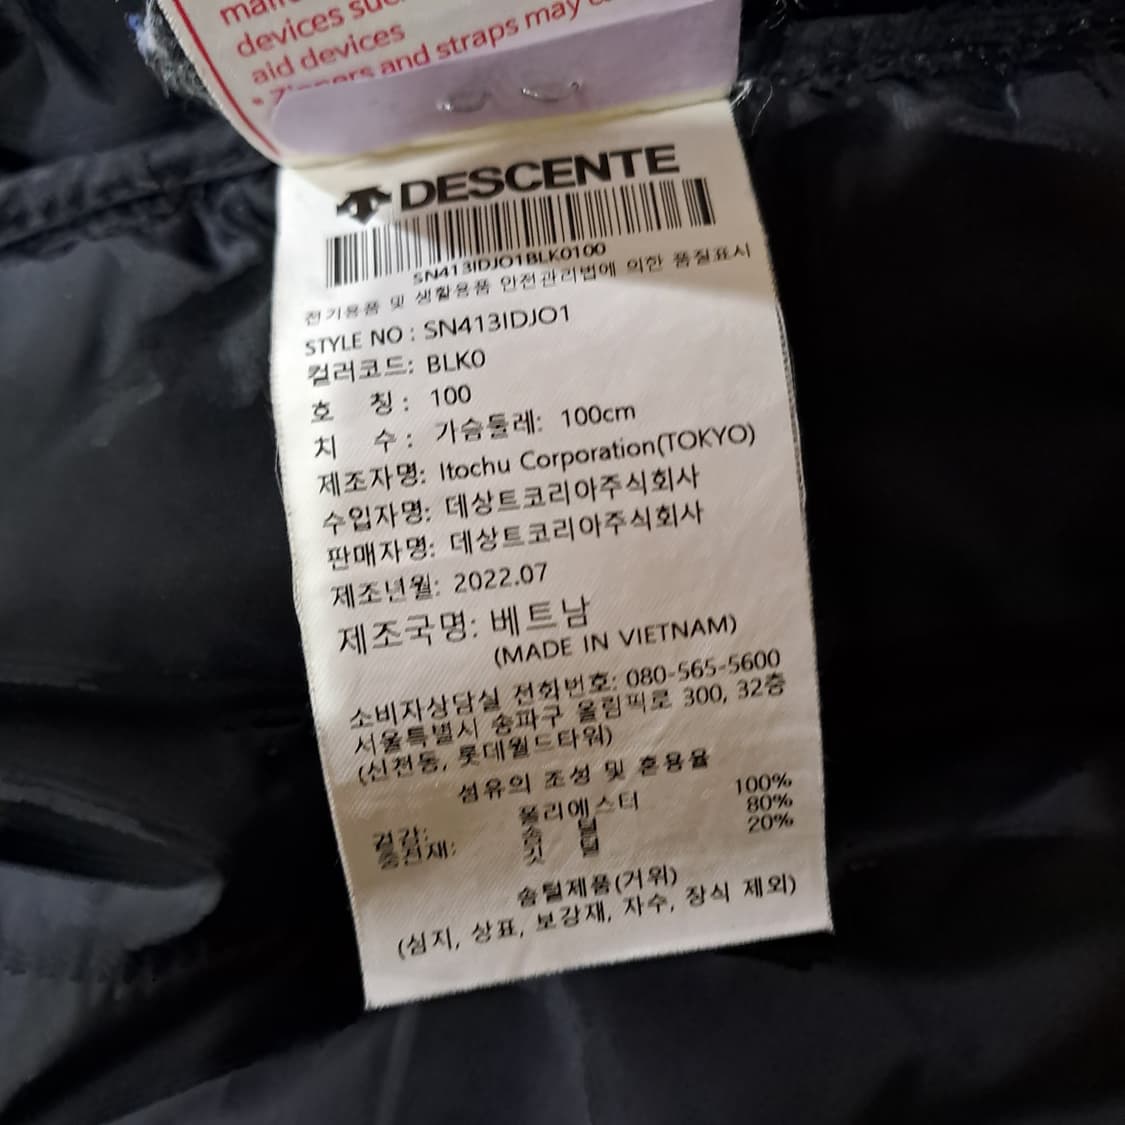 devices
aid devices
and straps may
DESCENTE
SN413IDJO1BLK0100
전기용품 및 생활용품 안전관리법에 의한 품질표시
STYLE NO : SN413IDJO1
컬러코드: BLK0
호 칭 : 100
치 수 : 가슴둘레: 100cm
제조자명: Itochu Corporation(TOKYO)
수입자명: 데상트코리아주식회사
판매자명: 데상트코리아주식회사
제조년월: 2022.07
제조국명: 베트남
(MADE IN VIETNAM)
소비자상담실 전화번호: 080-565-5600
서울특별시 송파구 올림픽로 300, 32층
(신천동, 롯데월드타워)
섬유의 조성 및 혼용율
겉감: 폴리에스터 100%
충전재: 솜 털 80%
깃 털 20%
솜털제품(거위)
(심지, 상표, 보강재, 자수, 장식 제외)